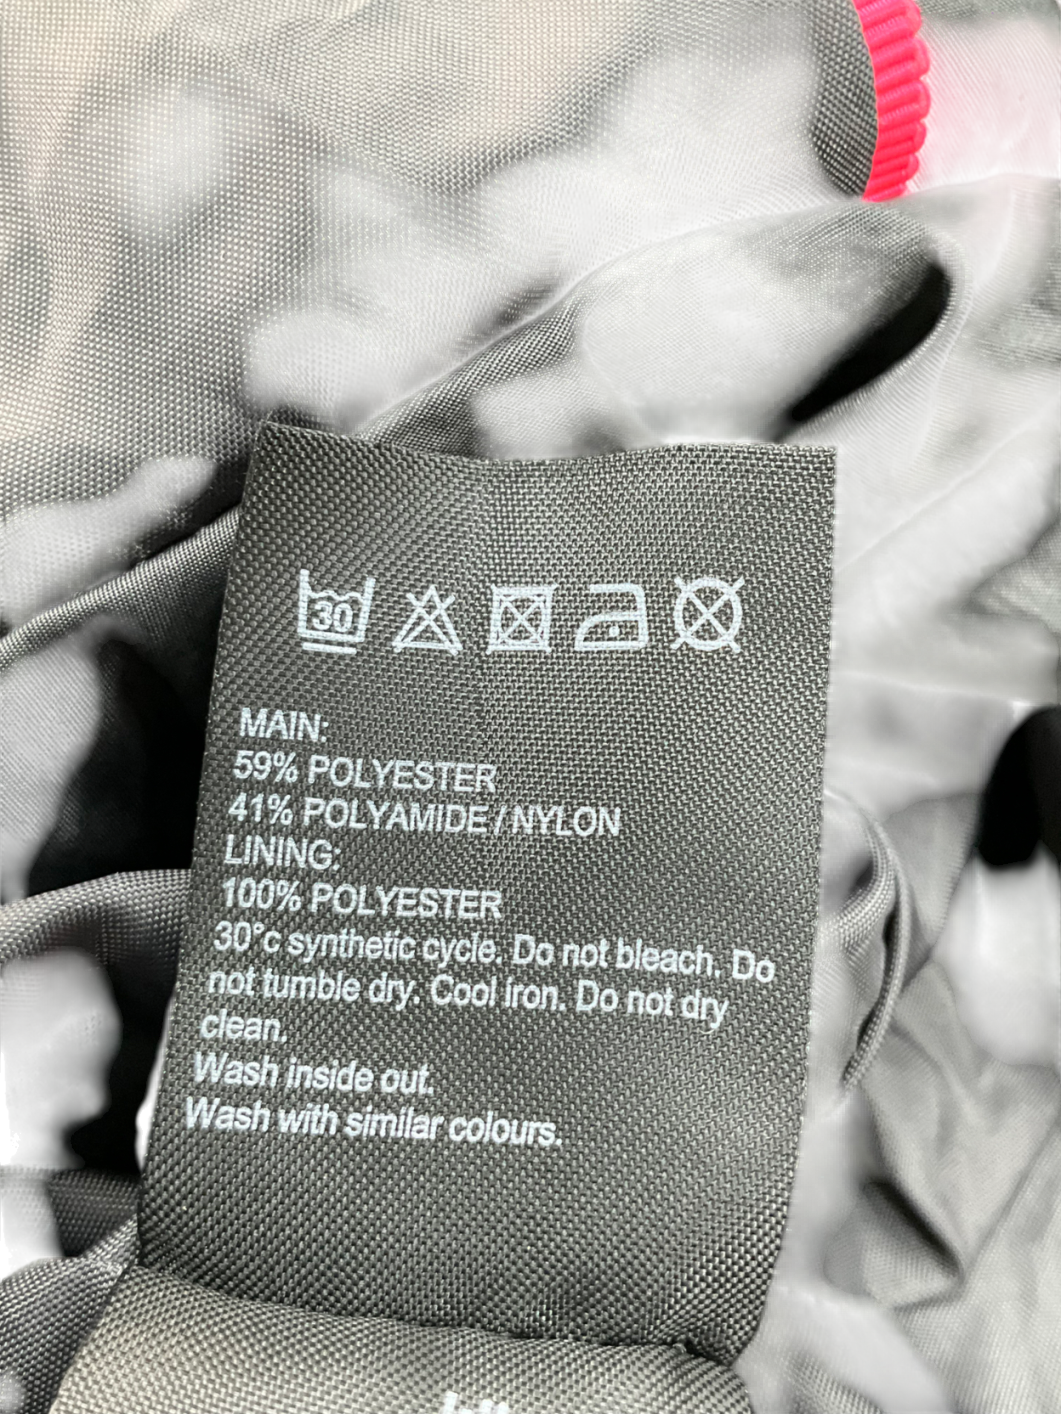 30
MAIN:
59% POLYESTER
41% POLYAMIDE / NYLON
LINING:
100% POLYESTER
30°c synthetic cycle. Do not bleach. Do
not tumble dry. Cool iron. Do not dry
clean.
Wash inside out.
Wash with similar colours.